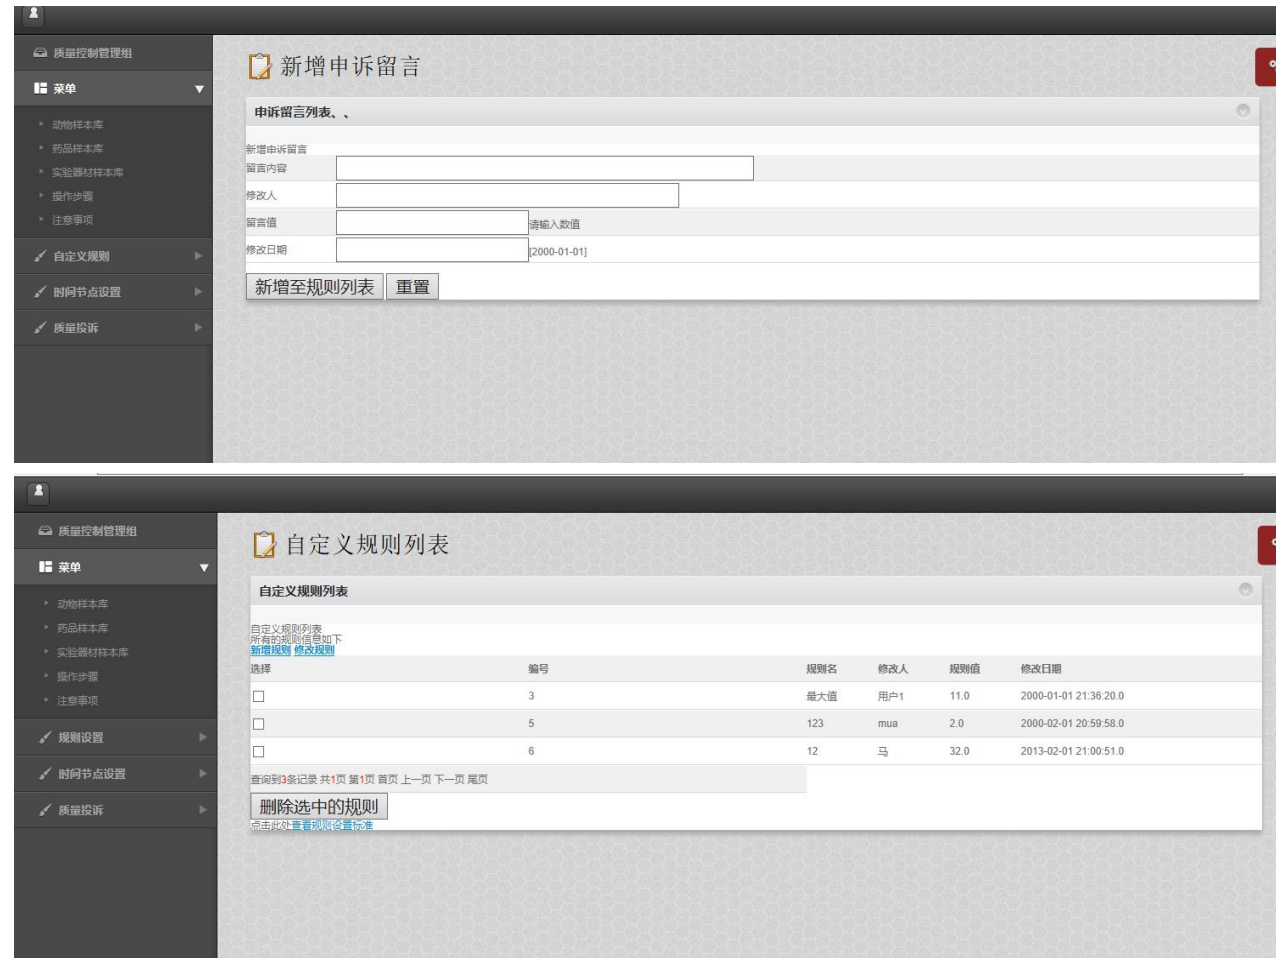 质量控制管理组
菜单
动物样本库
药品样本库
实验器材样本库
操作步骤
注意事项
自定义规则
时间节点设置
质量投诉
新增申诉留言
申诉留言列表、、
新增申诉留言
留言内容
修改人
留言值 请输入数值
修改日期 [2000-01-01]
新增至规则列表 重置
质量控制管理组
菜单
动物样本库
药品样本库
实验器材样本库
操作步骤
注意事项
规则设置
时间节点设置
质量投诉
自定义规则列表
自定义规则列表
自定义规则列表
所有的规则信息如下
新增规则 修改规则
选择 编号 规则名 修改人 规则值 修改日期
3 最大值 用户1 11.0 2000-01-01 21:36:20.0
5 123 mua 2.0 2000-02-01 20:59:58.0
6 12 马 32.0 2013-02-01 21:00:51.0
查询到3条记录 共1页 第1页 首页 上一页 下一页 尾页
删除选中的规则
点击此处查看规则设置标准